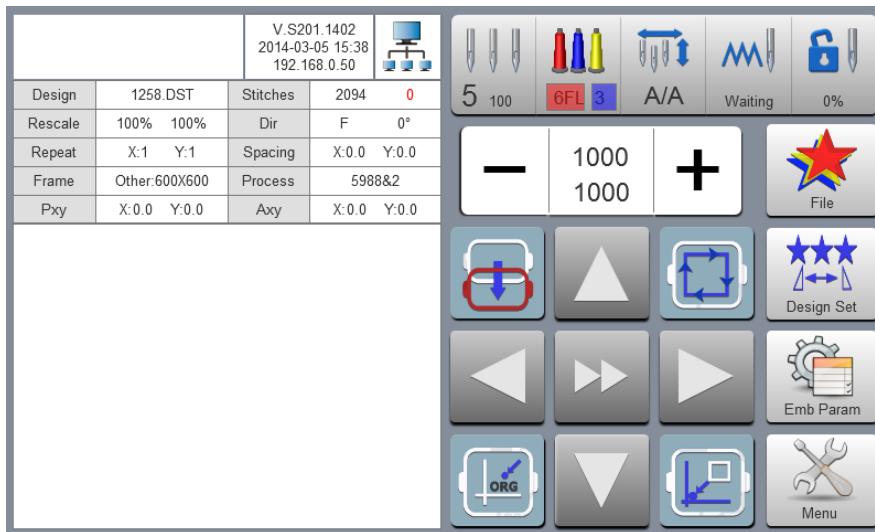 V.S201.1402
2014-03-05 15:38
192.168.0.50
Design 1258.DST Stitches 2094 0
Rescale 100% 100% Dir F 0°
Repeat X:1 Y:1 Spacing X:0.0 Y:0.0
Frame Other:600X600 Process 5988&2
Pxy X:0.0 Y:0.0 Axy X:0.0 Y:0.0
5 100 6FL 3 A/A Waiting 0%
1000
1000
File
Design Set
Emb Param
ORG
Menu